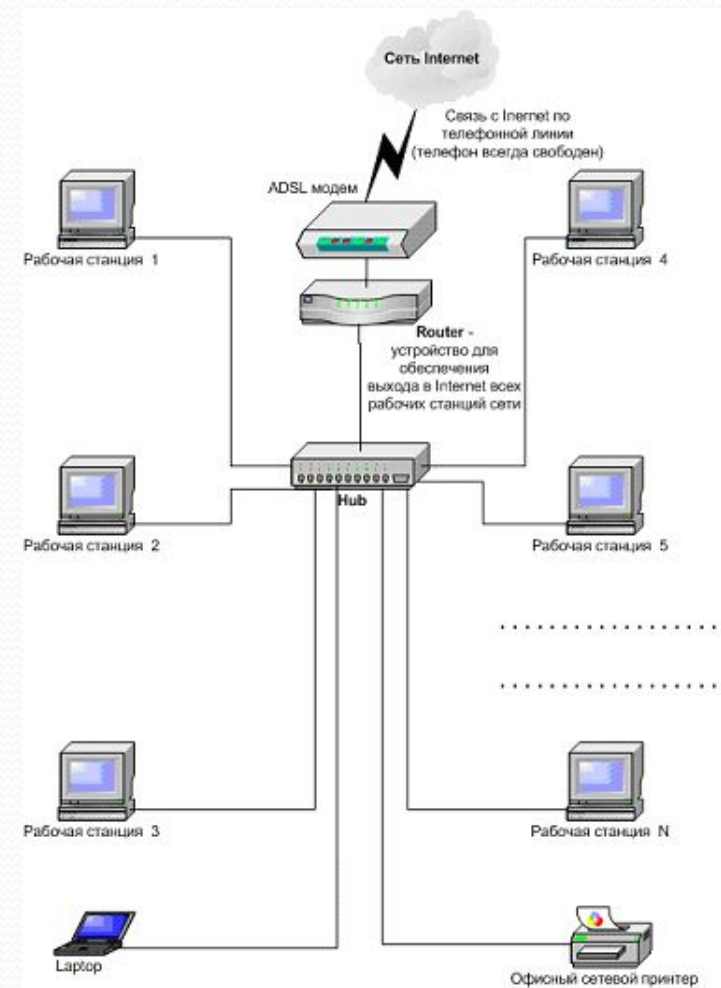 Сеть Internet
Связь с Inernet по
телефонной линии
(телефон всегда свободен)
ADSL модем
Рабочая станция 1
Рабочая станция 4
Router -
устройство для
обеспечения
выхода в Internet всех
рабочих станций сети
Hub
Рабочая станция 2
Рабочая станция 5
Рабочая станция 3
Рабочая станция N
Laptop
Офисный сетевой принтер